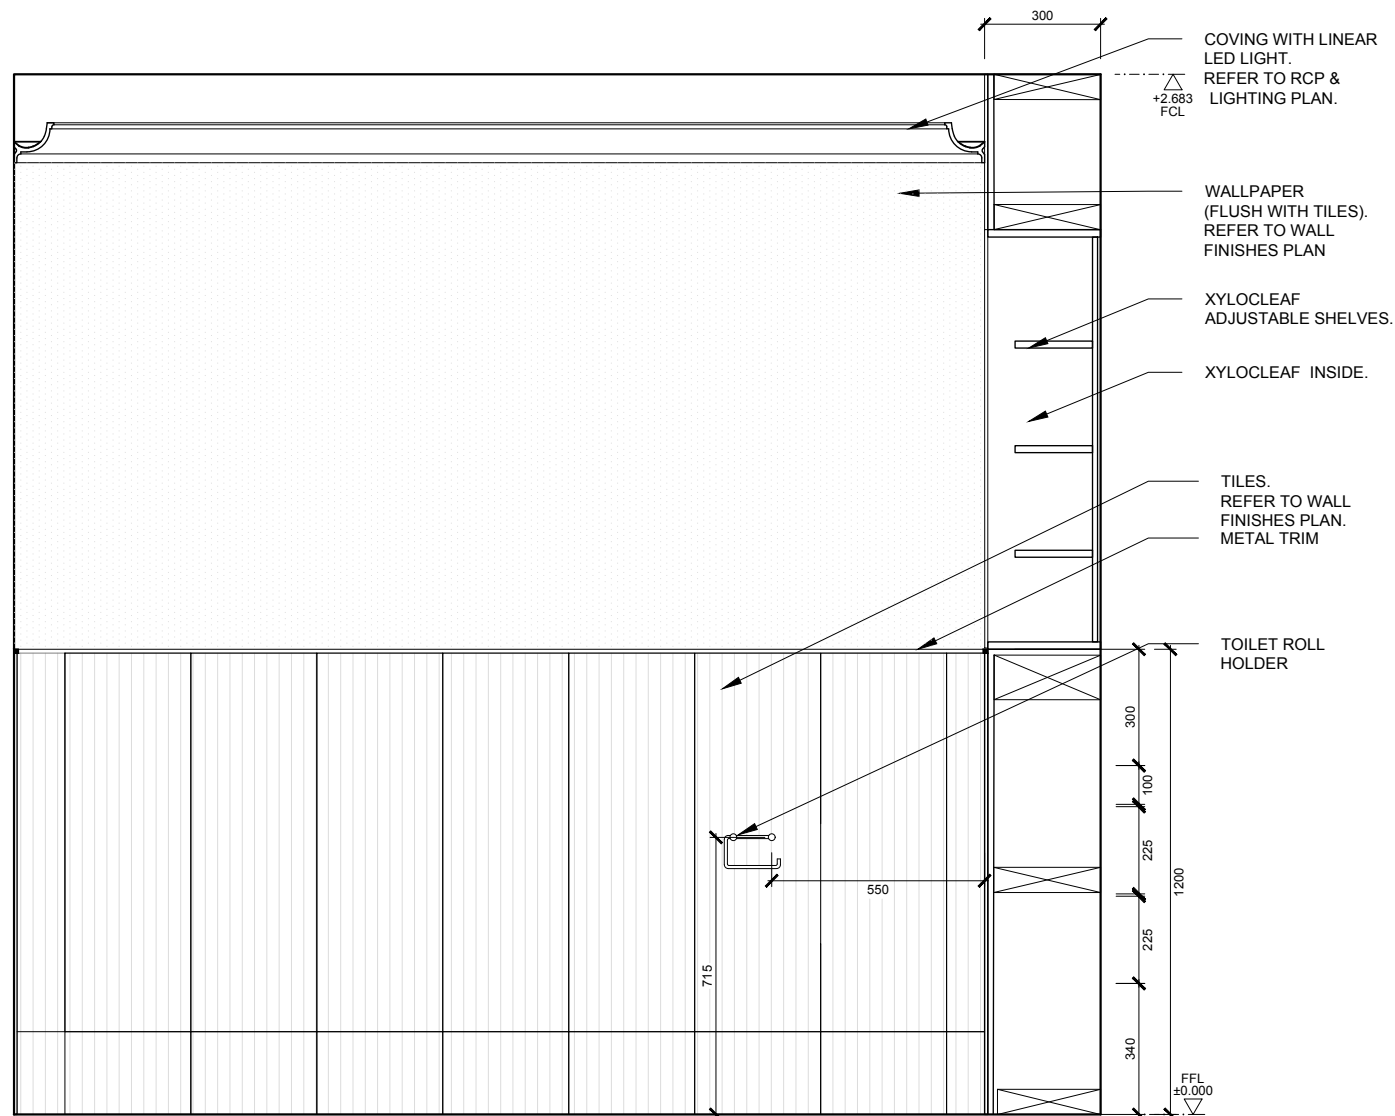 300
COVING WITH LINEAR
LED LIGHT.
REFER TO RCP &
LIGHTING PLAN.
+2.683
FCL
WALLPAPER
(FLUSH WITH TILES).
REFER TO WALL
FINISHES PLAN
XYLOCLEAF
ADJUSTABLE SHELVES.
XYLOCLEAF INSIDE.
TILES.
REFER TO WALL
FINISHES PLAN.
METAL TRIM
TOILET ROLL
HOLDER
300
100
225
1200
550
225
715
340
FFL
±0.000